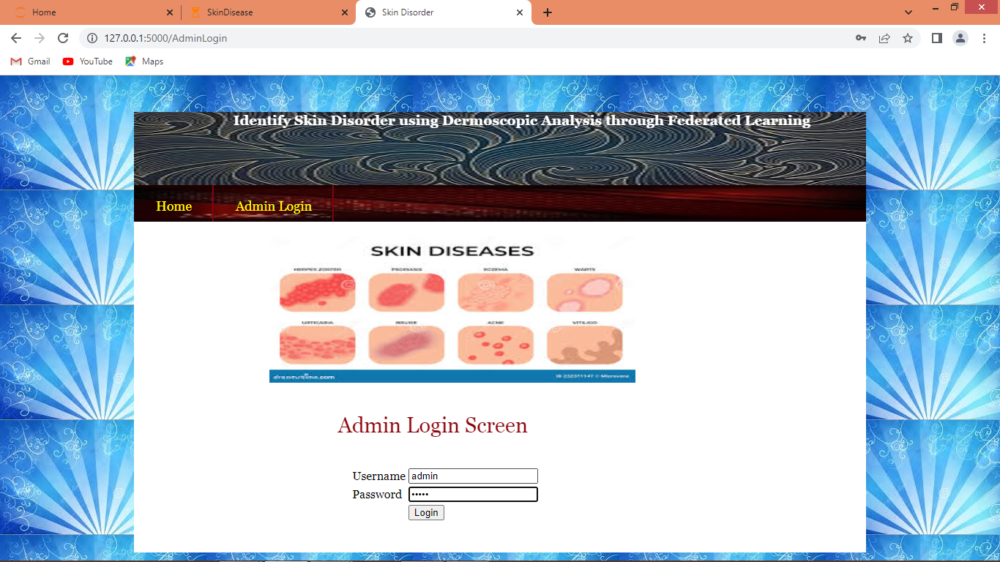 Home
SkinDisease
Skin Disorder
127.0.0.1:5000/AdminLogin
Gmail
YouTube
Maps
Identify Skin Disorder using Dermoscopic Analysis through Federated Learning
Home
Admin Login
SKIN DISEASES
HERPES ZOSTER PSORIASIS ECZEMA WARTS
URTICARIA BRUISE ACNE VITILIGO
dreamstime.com
Admin Login Screen
Username admin
Password •••••
Login